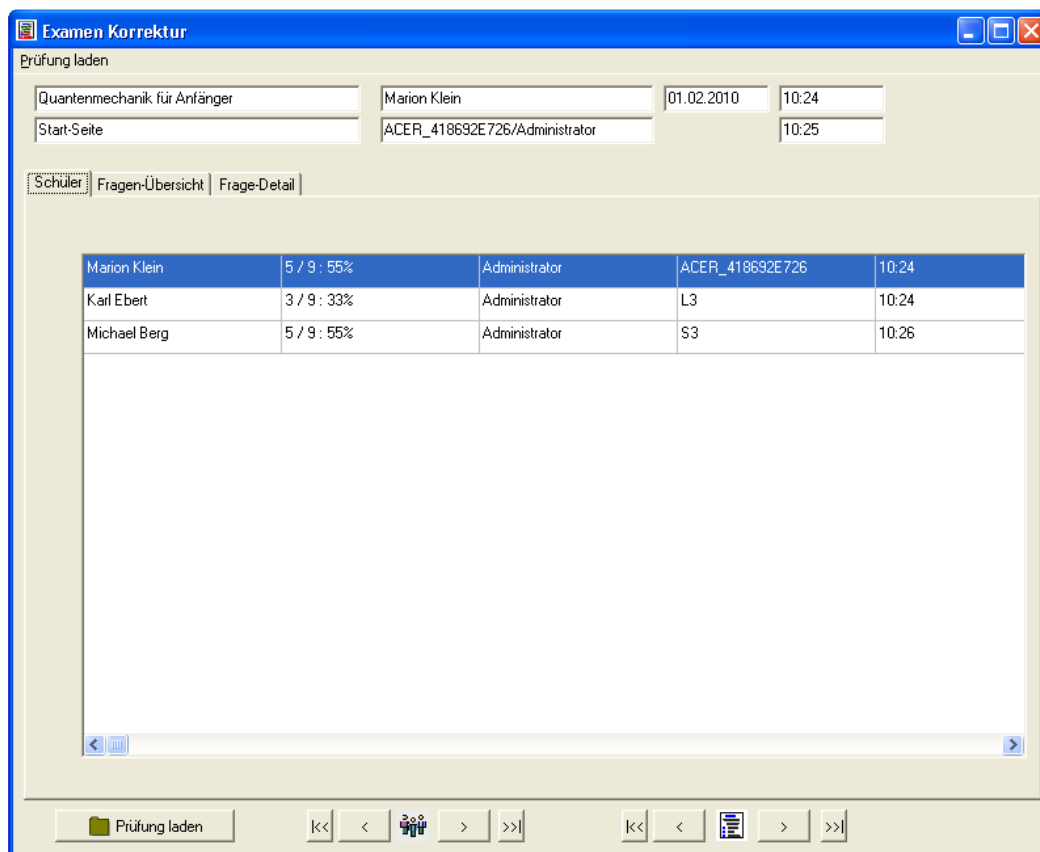 Examen Korrektur
Prüfung laden
Quantenmechanik für Anfänger Marion Klein 01.02.2010 10:24
Start-Seite ACER_418692E726/Administrator 10:25
Schüler Fragen-Übersicht Frage-Detail
Marion Klein 5 / 9 : 55% Administrator ACER_418692E726 10:24
Karl Ebert 3 / 9 : 33% Administrator L3 10:24
Michael Berg 5 / 9 : 55% Administrator S3 10:26
Prüfung laden |<< < > >>| |<< < > >>|